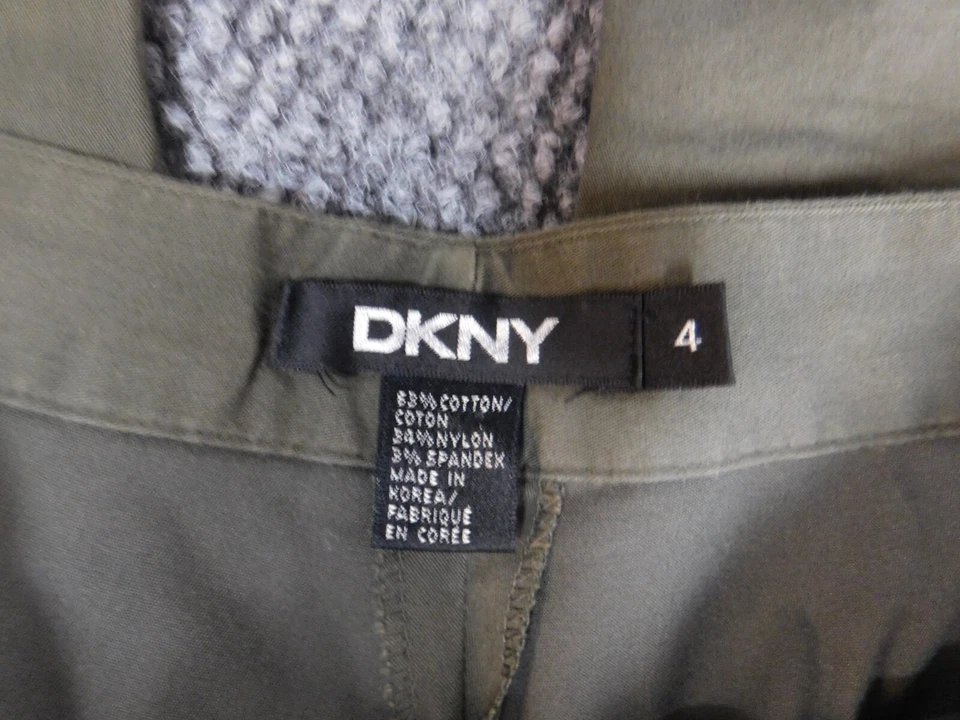 DKNY
4
63% COTTON/
COTON
34% NYLON
3% SPANDEX
MADE IN
KOREA/
FABRIQUÉ
EN CORÉE